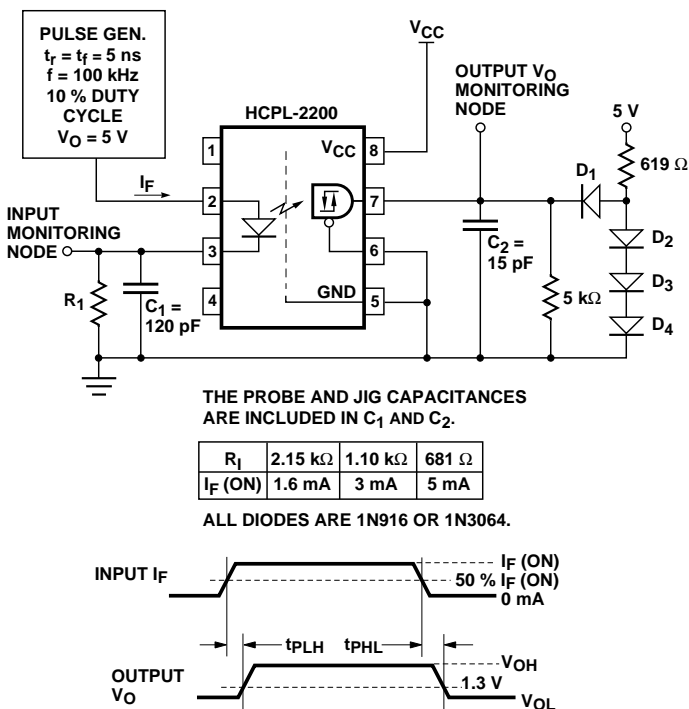 PULSE GEN.
tr = tf = 5 ns
f = 100 kHz
10 % DUTY
CYCLE
VO = 5 V
VCC
OUTPUT VO
MONITORING
NODE
HCPL-2200
5 V
619 Ω
1
VCC
8
D1
IF
2
7
INPUT
MONITORING
NODE
3
6
C2 =
15 pF
D2
D3
D4
R1
C1 =
120 pF
4
GND
5
5 kΩ
THE PROBE AND JIG CAPACITANCES
ARE INCLUDED IN C1 AND C2.
RI 2.15 kΩ 1.10 kΩ 681 Ω
IF (ON) 1.6 mA 3 mA 5 mA
ALL DIODES ARE 1N916 OR 1N3064.
INPUT IF
IF (ON)
50 % IF (ON)
0 mA
tPLH
tPHL
OUTPUT
VO
VOH
1.3 V
VOL